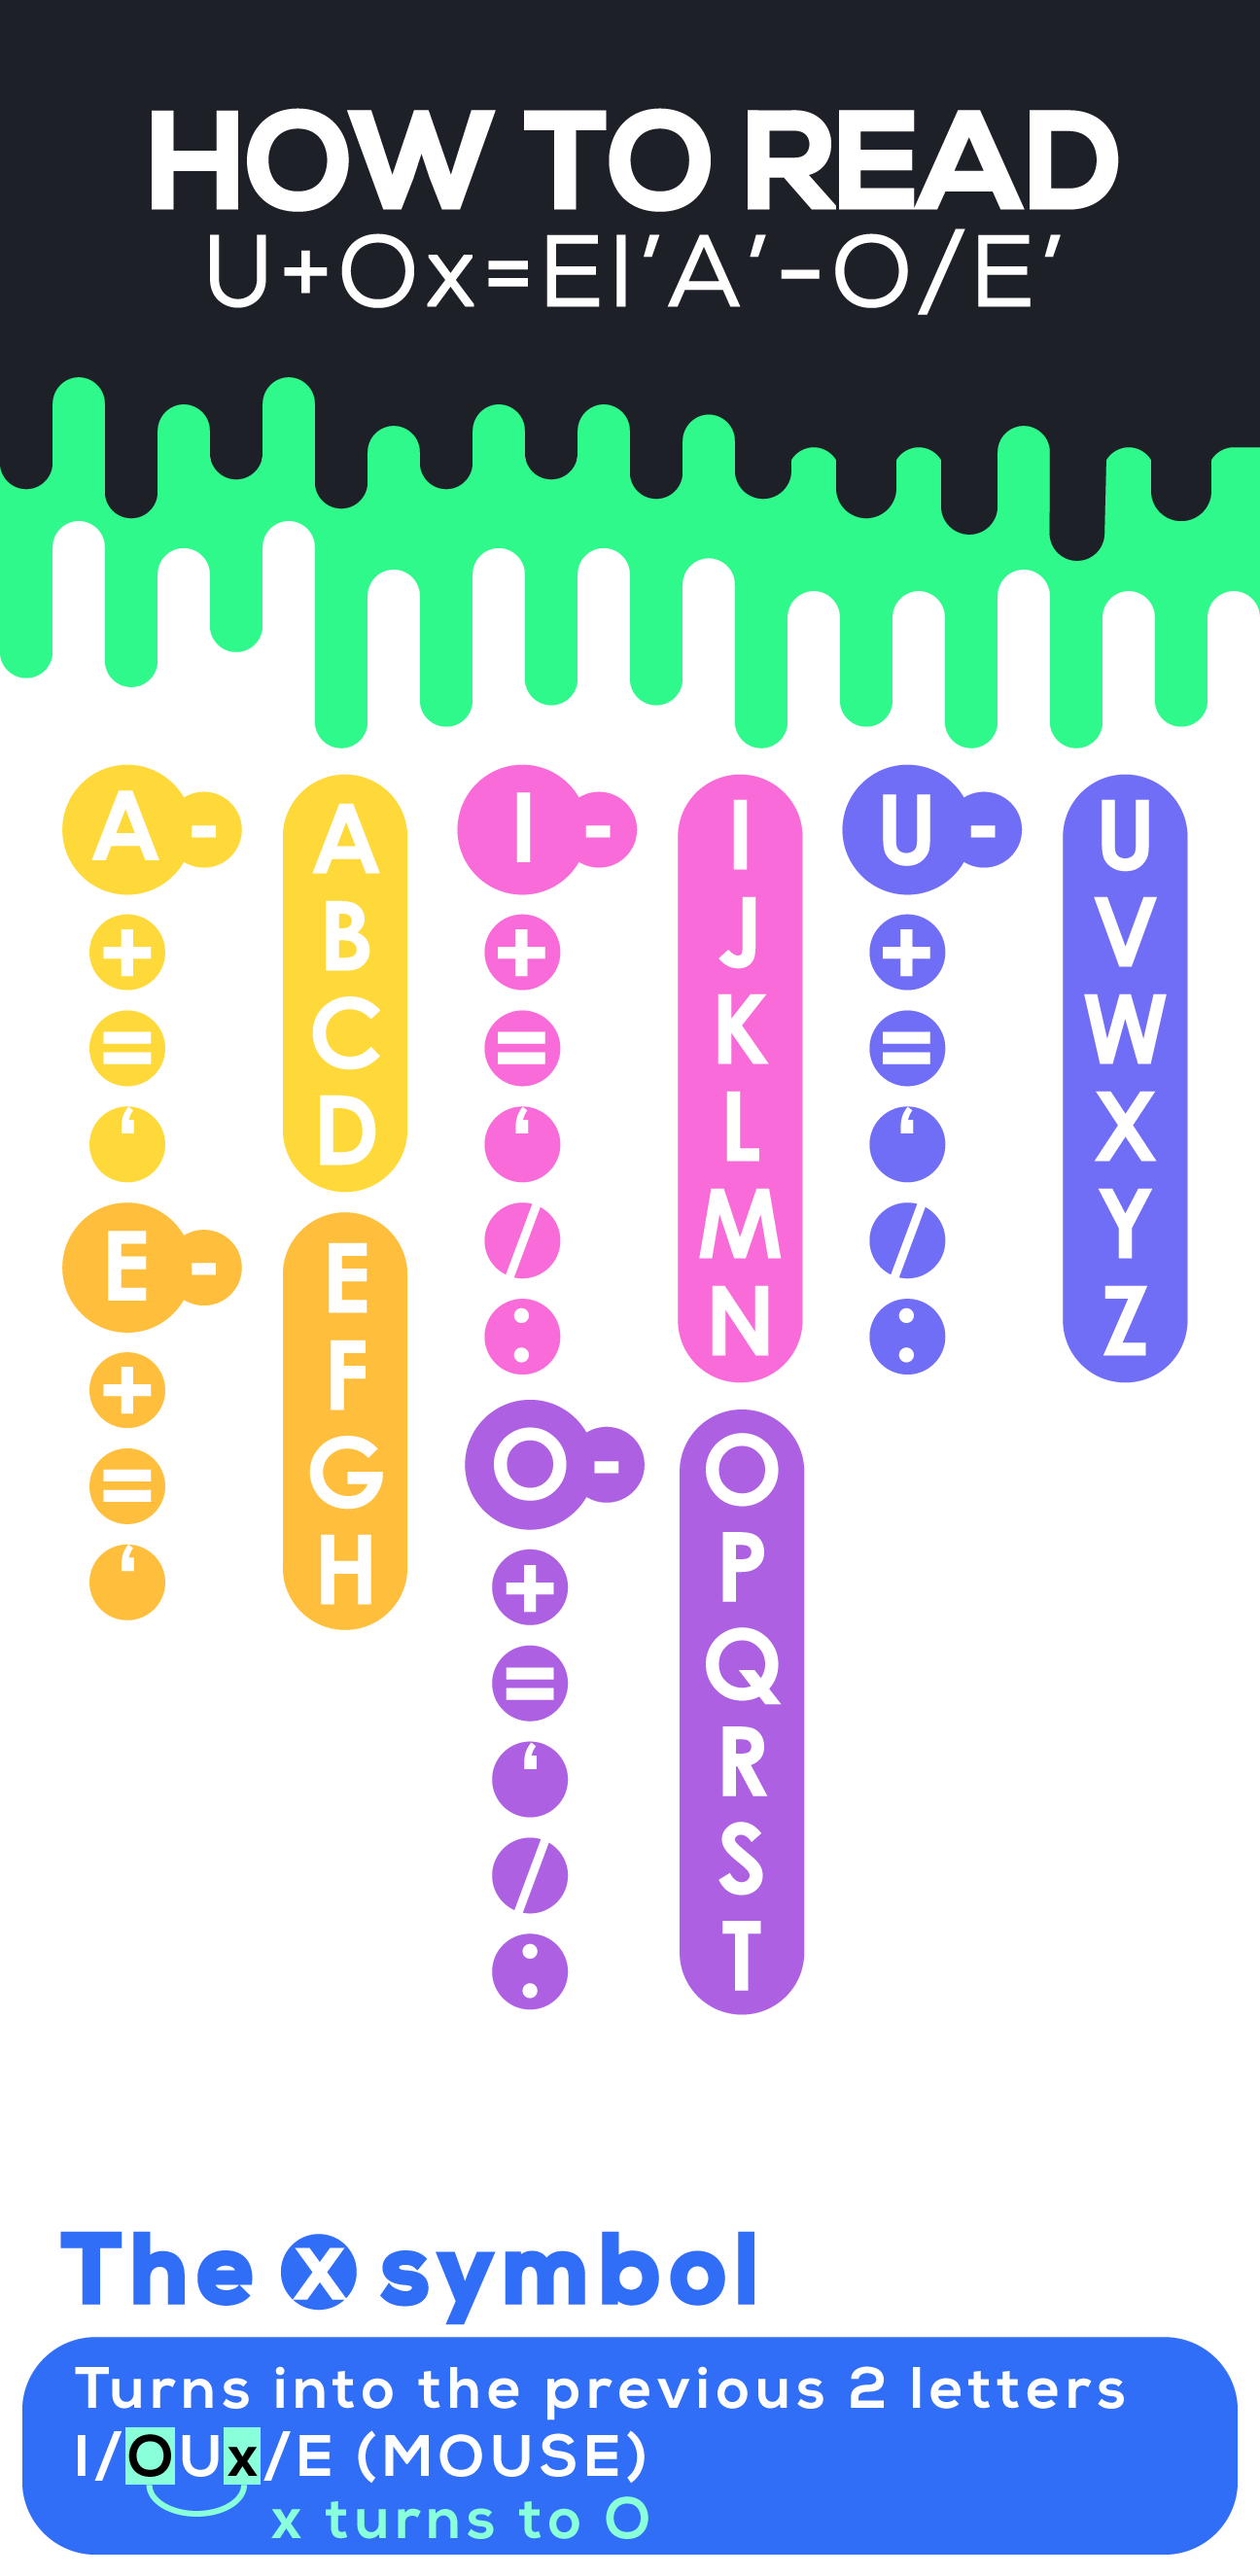 HOW TO READ
U+Ox=EI'A'-O/E'
A -
+
=
‘
A
B
C
D
E -
+
=
‘
E
F
G
H
I -
+
=
‘
/
:
I
J
K
L
M
N
O -
+
=
‘
/
:
O
P
Q
R
S
T
U -
+
=
‘
/
:
U
V
W
X
Y
Z
The x symbol
Turns into the previous 2 letters
I/OUx/E (MOUSE)
x turns to O